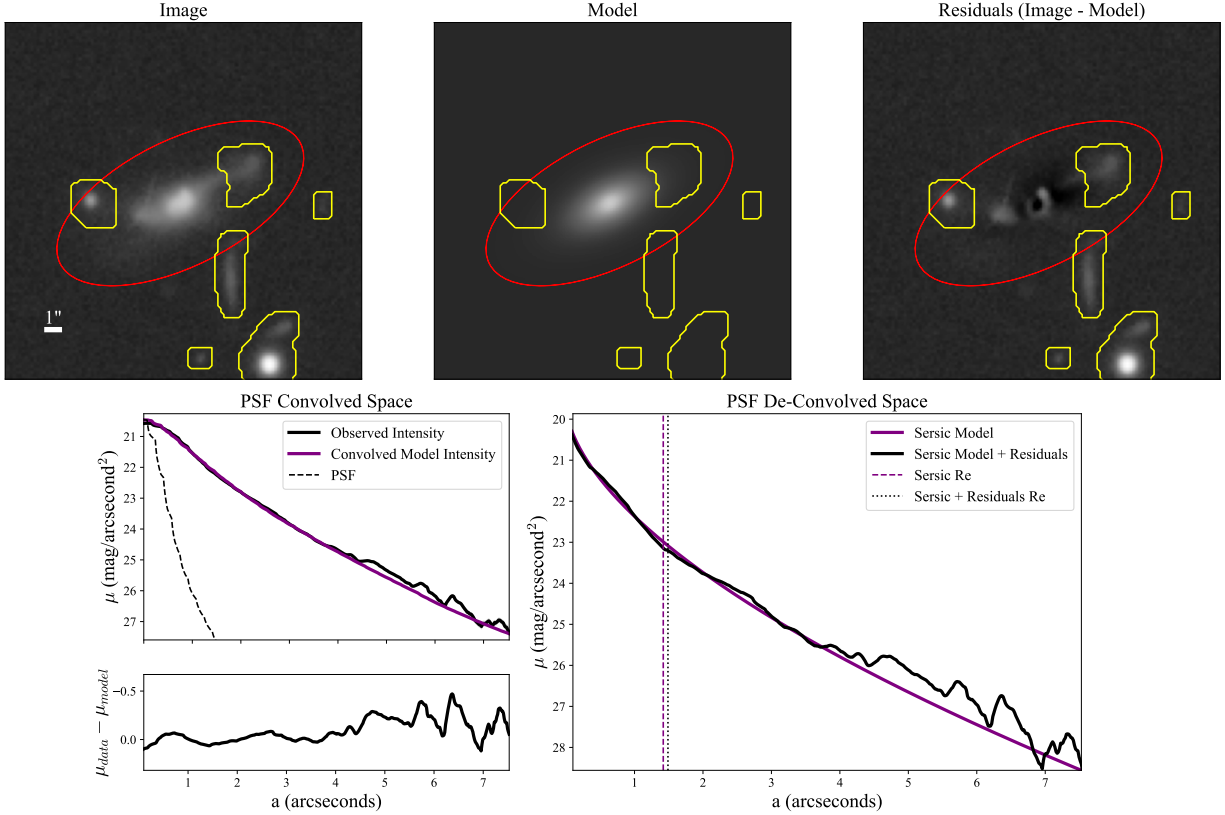 Image
Model
Residuals (Image - Model)
1"
PSF Convolved Space
PSF De-Convolved Space
Observed Intensity
Convolved Model Intensity
PSF
21
22
23
24
25
26
27
μ (mag/arcsecond²)
−0.5
0.0
μ_data − μ_model
1
2
3
4
5
6
7
a (arcseconds)
Sersic Model
Sersic Model + Residuals
Sersic Re
Sersic + Residuals Re
20
21
22
23
24
25
26
27
28
μ (mag/arcsecond²)
1
2
3
4
5
6
7
a (arcseconds)